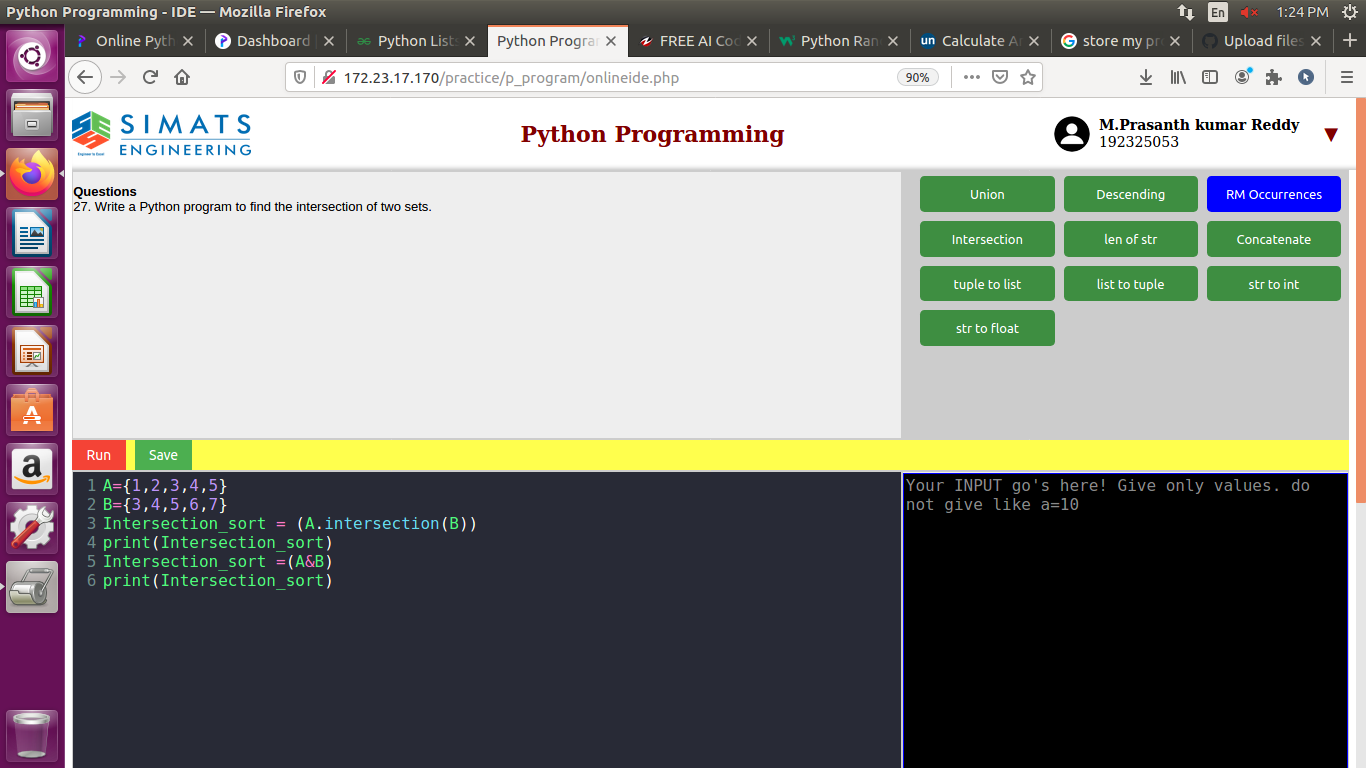 Python Programming - IDE — Mozilla Firefox
En
1:24 PM
Online Pyth
Dashboard
Python Lists
Python Progra
FREE AI Co
Python Ran
Calculate A
store my pr
Upload files
172.23.17.170/practice/p_program/onlineide.php
90%
SIMATS
ENGINEERING
Python Programming
M.Prasanth kumar Reddy
192325053
Questions
27. Write a Python program to find the intersection of two sets.
Union
Descending
RM Occurrences
Intersection
len of str
Concatenate
tuple to list
list to tuple
str to int
str to float
Run
Save
1 A={1,2,3,4,5}
2 B={3,4,5,6,7}
3 Intersection_sort = (A.intersection(B))
4 print(Intersection_sort)
5 Intersection_sort =(A&B)
6 print(Intersection_sort)
Your INPUT go's here! Give only values. do
not give like a=10